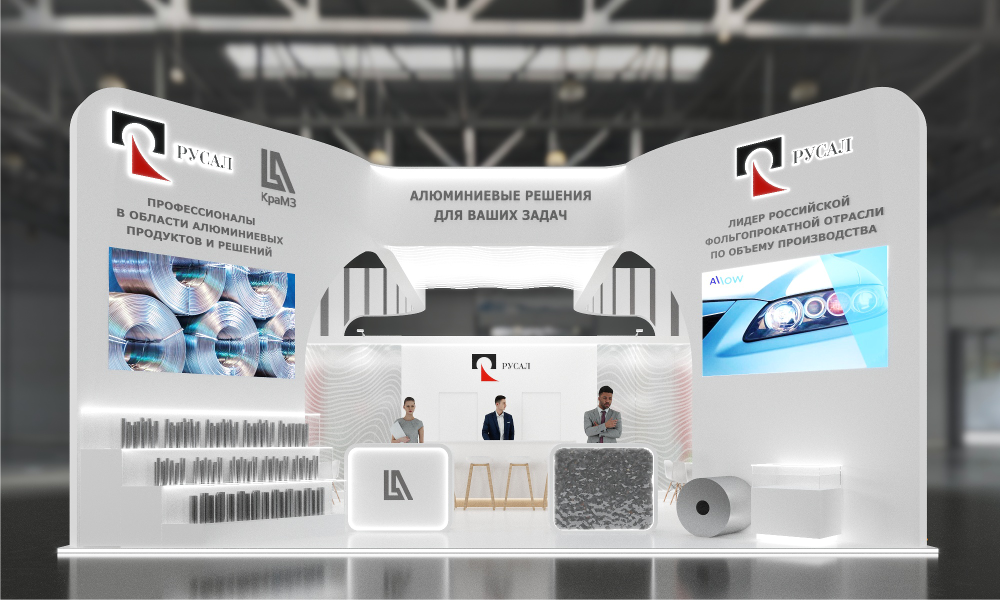 РУСАЛ
КраМЗ
ПРОФЕССИОНАЛЫ
В ОБЛАСТИ АЛЮМИНИЕВЫХ
ПРОДУКТОВ И РЕШЕНИЙ
АЛЮМИНИЕВЫЕ РЕШЕНИЯ
ДЛЯ ВАШИХ ЗАДАЧ
РУСАЛ
ЛИДЕР РОССИЙСКОЙ
ФОЛЬГОПРОКАТНОЙ ОТРАСЛИ
ПО ОБЪЕМУ ПРОИЗВОДСТВА
РУСАЛ